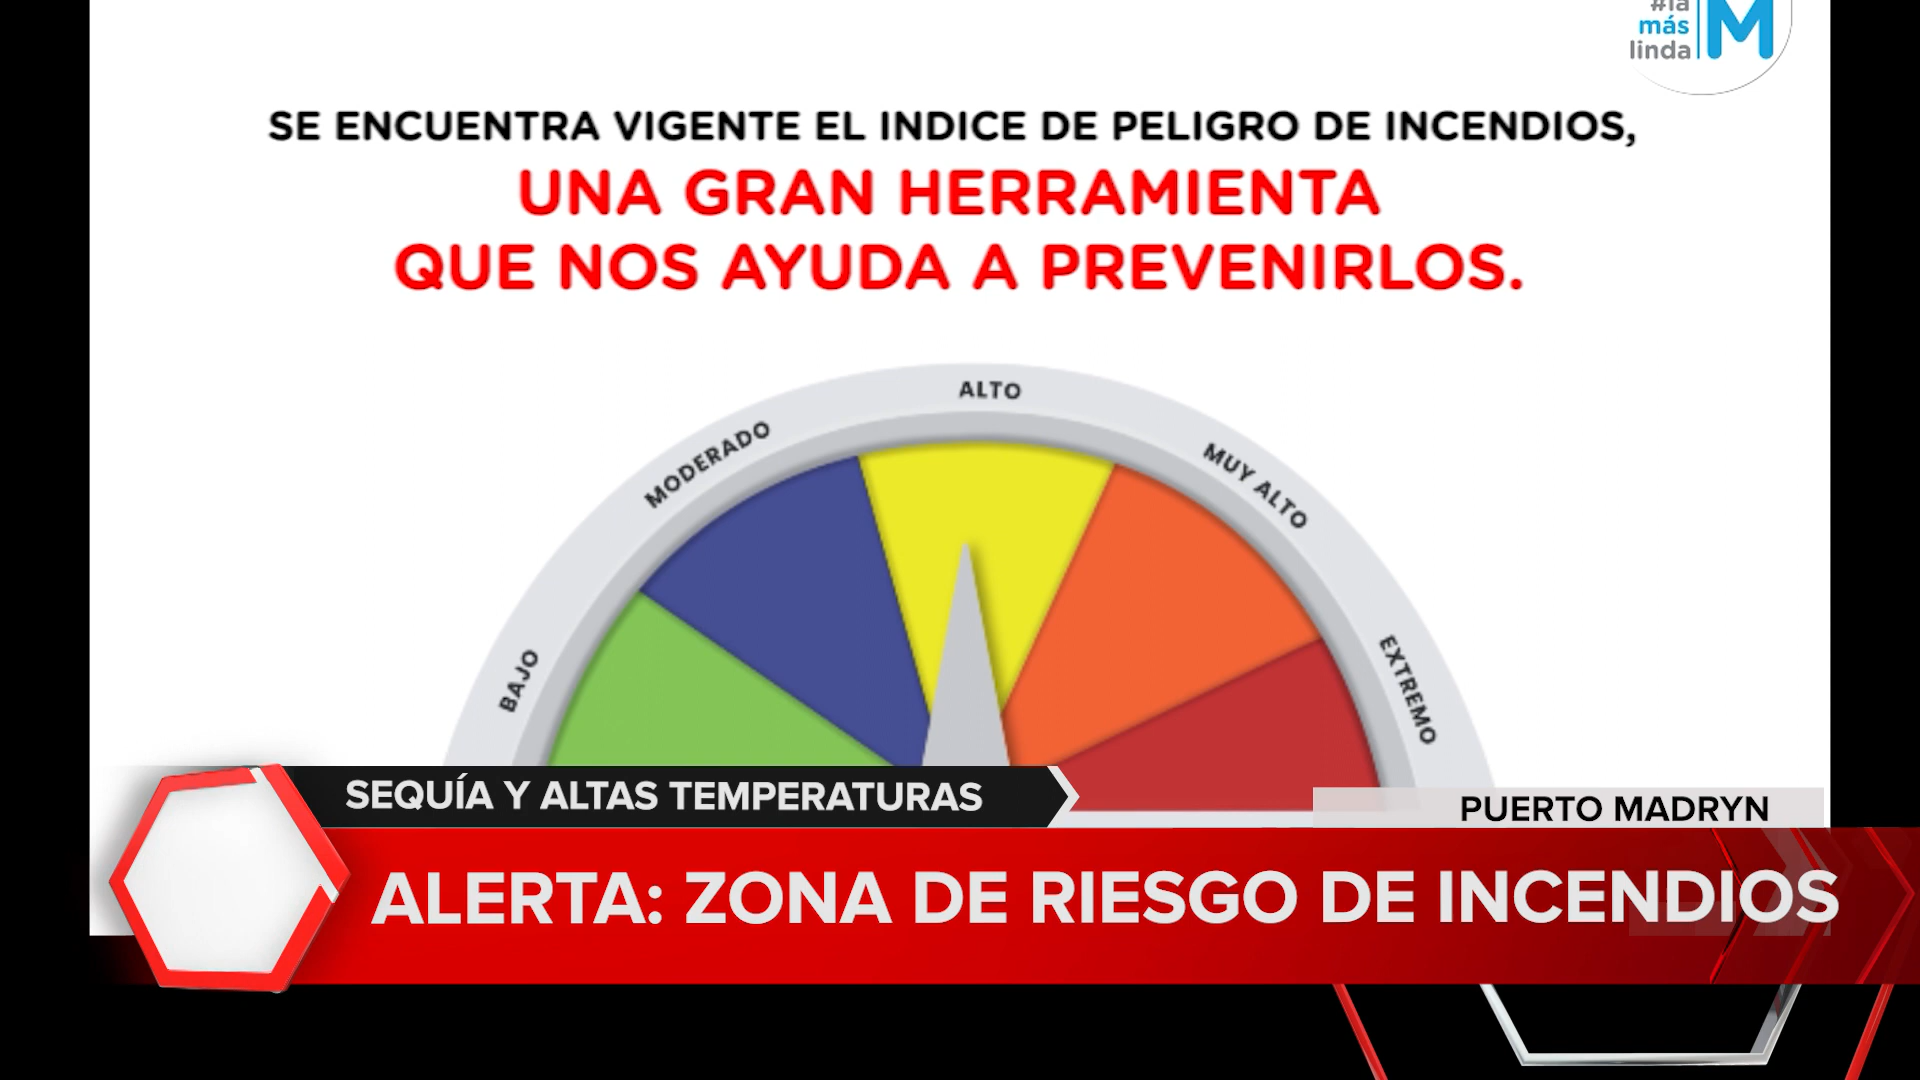 #la
más
linda
M
SE ENCUENTRA VIGENTE EL INDICE DE PELIGRO DE INCENDIOS,
UNA GRAN HERRAMIENTA
QUE NOS AYUDA A PREVENIRLOS.
BAJO
MODERADO
ALTO
MUY ALTO
EXTREMO
SEQUÍA Y ALTAS TEMPERATURAS
PUERTO MADRYN
ALERTA: ZONA DE RIESGO DE INCENDIOS